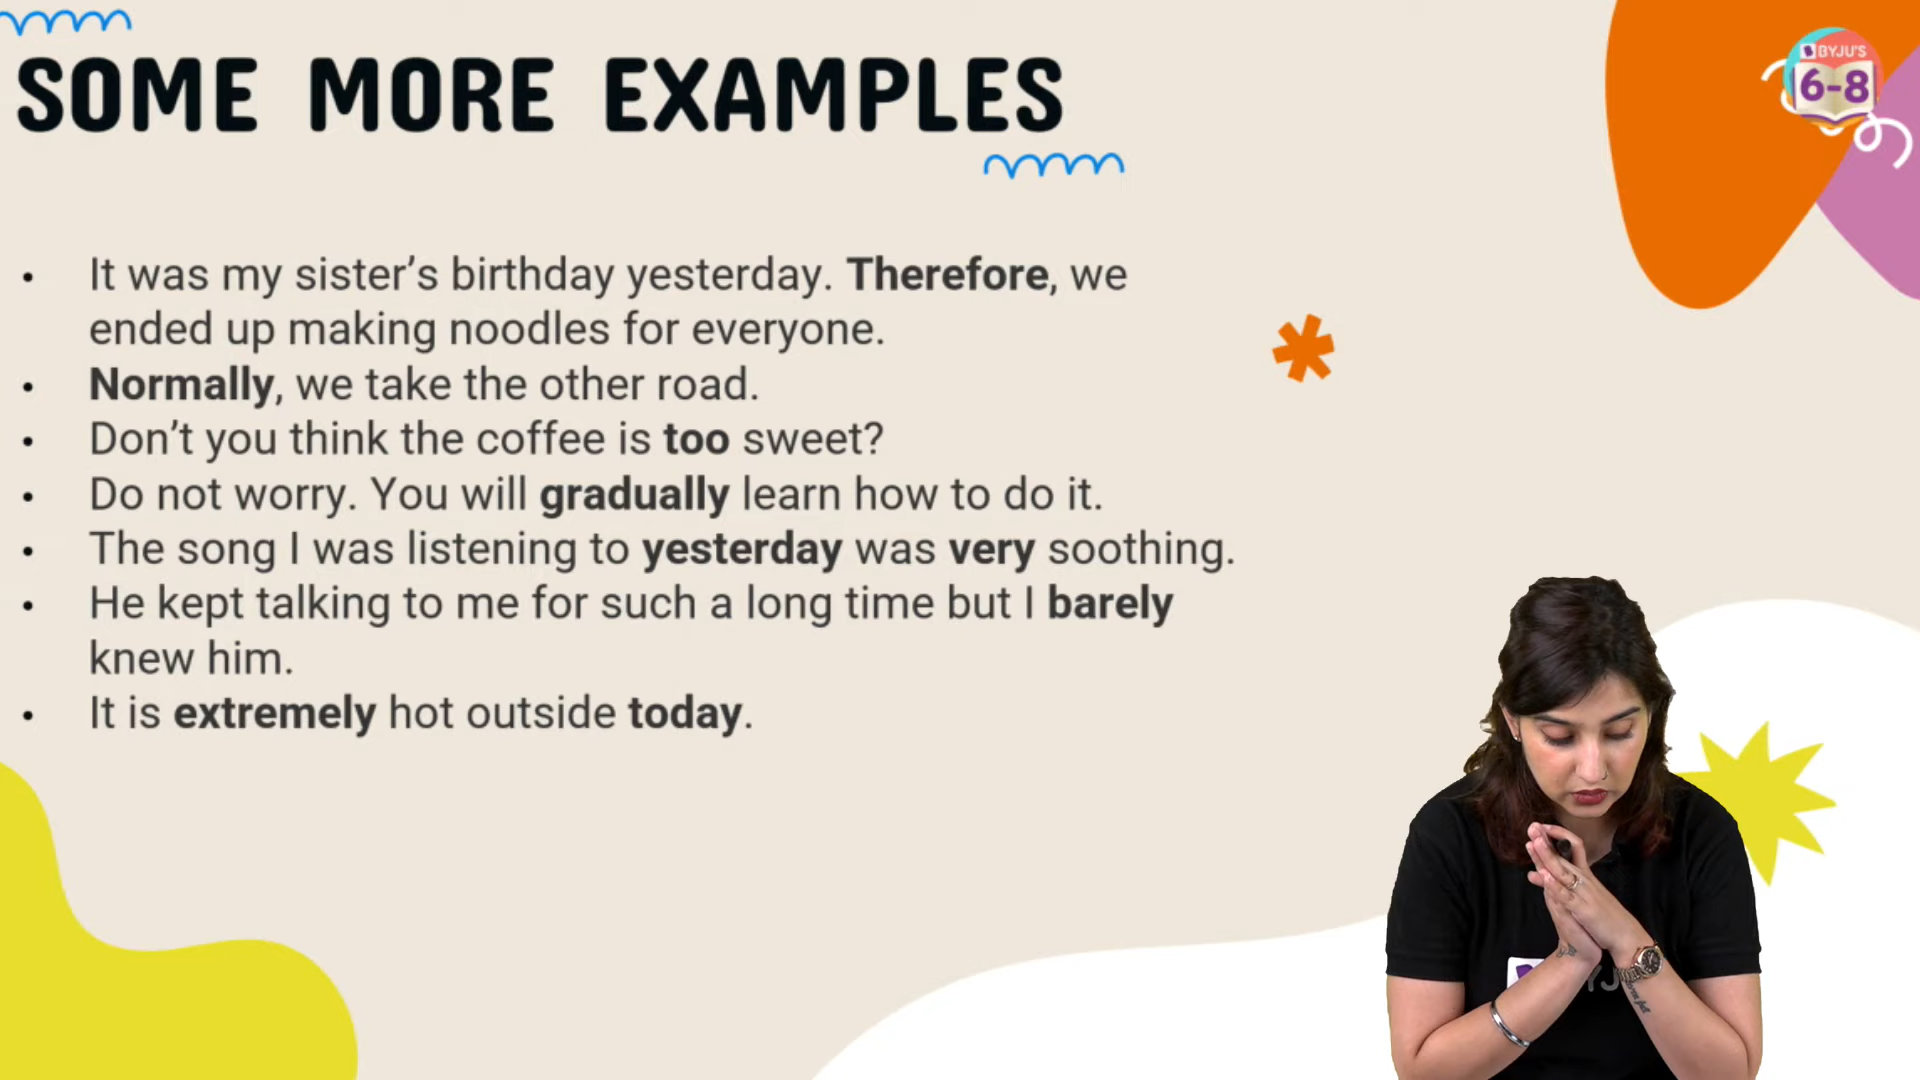 SOME MORE EXAMPLES
BYJU'S
6-8
• It was my sister’s birthday yesterday. Therefore, we
ended up making noodles for everyone.
• Normally, we take the other road.
• Don’t you think the coffee is too sweet?
• Do not worry. You will gradually learn how to do it.
• The song I was listening to yesterday was very soothing.
• He kept talking to me for such a long time but I barely
knew him.
• It is extremely hot outside today.